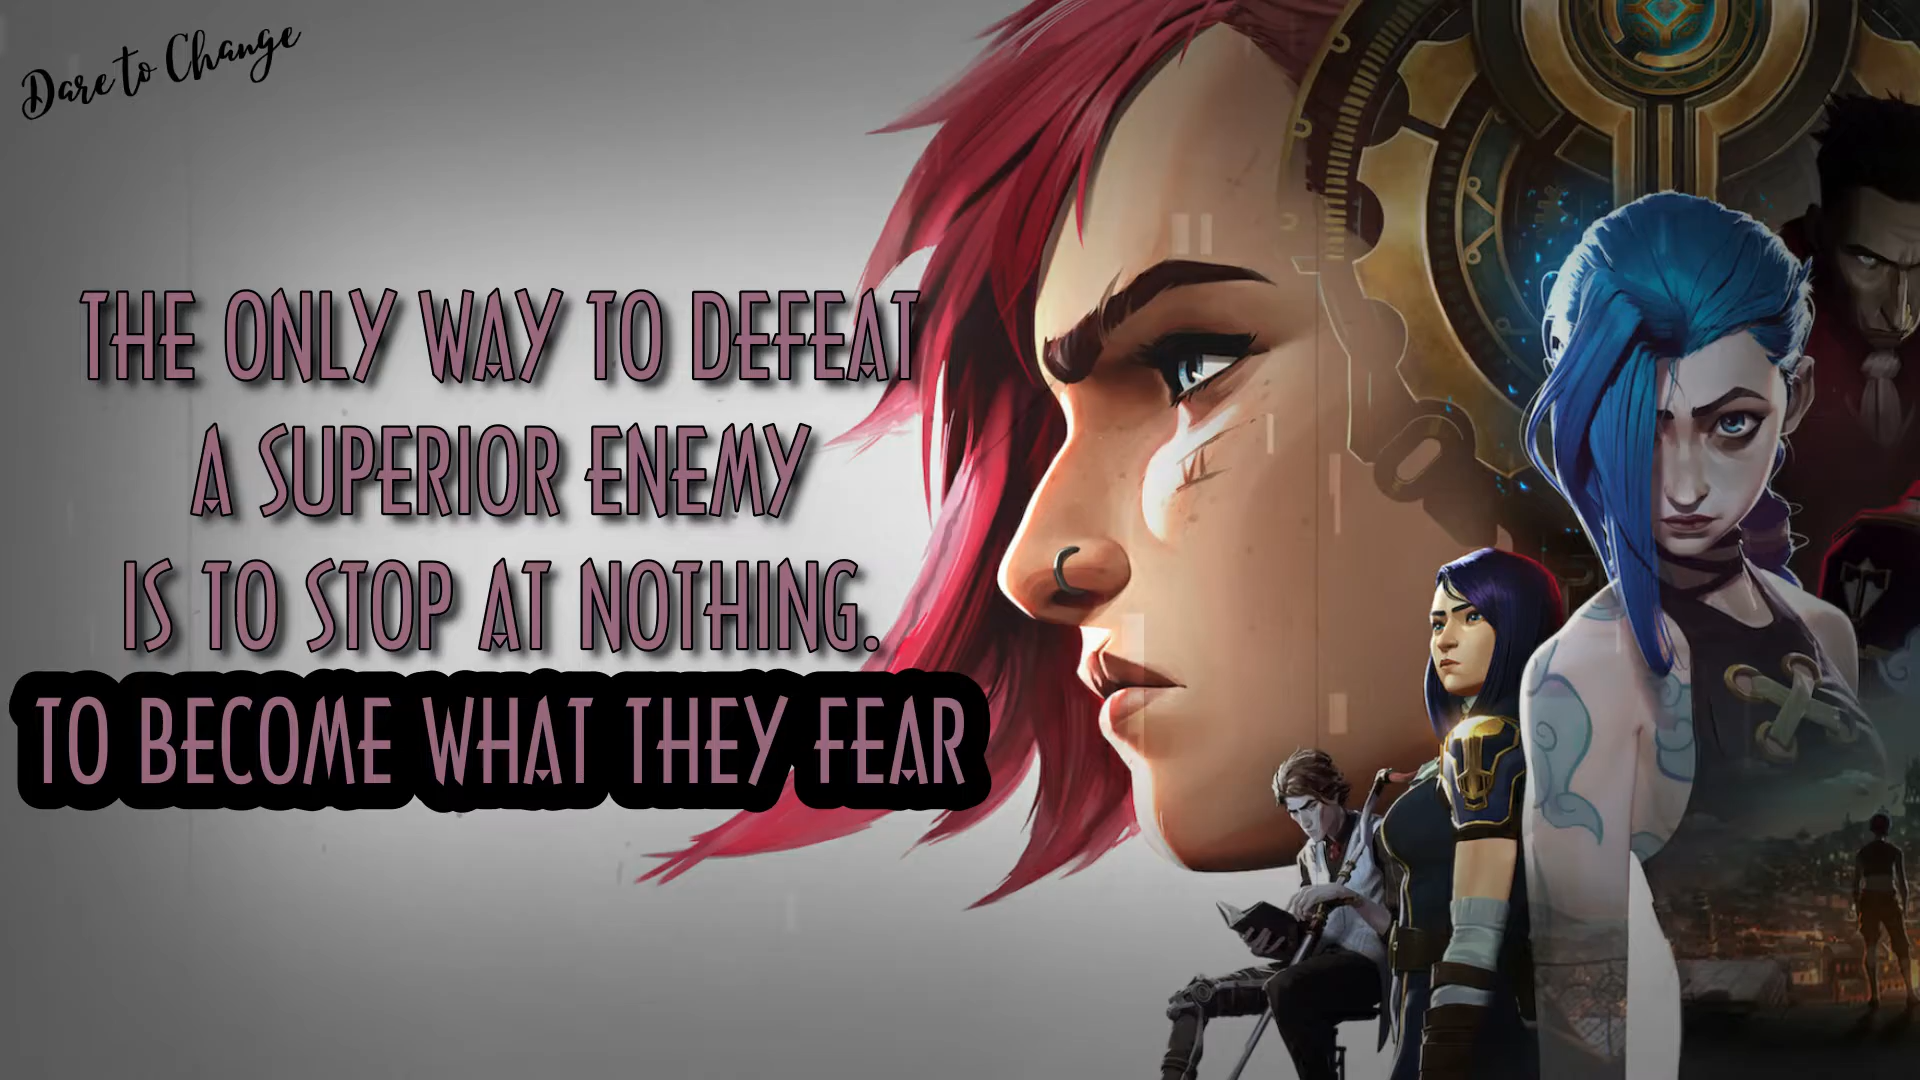 Dare to Change
THE ONLY WAY TO DEFEAT
A SUPERIOR ENEMY
IS TO STOP AT NOTHING.
TO BECOME WHAT THEY FEAR